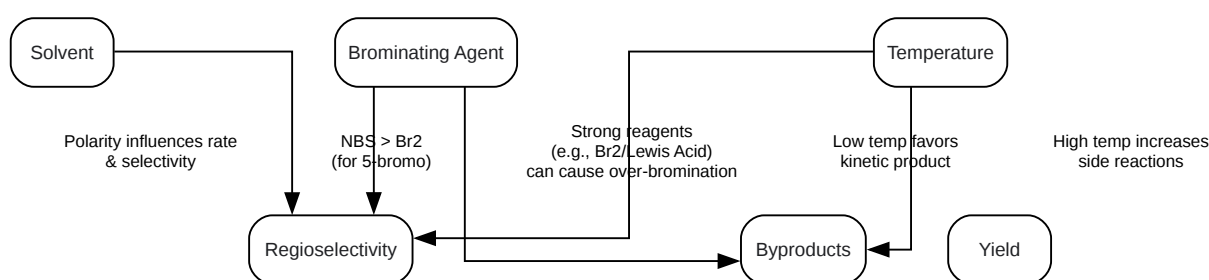 Solvent
Brominating Agent
Temperature
Polarity influences rate
& selectivity
NBS > Br2
(for 5-bromo)
Strong reagents
(e.g., Br2/Lewis Acid)
can cause over-bromination
Low temp favors
kinetic product
High temp increases
side reactions
Regioselectivity
Byproducts
Yield